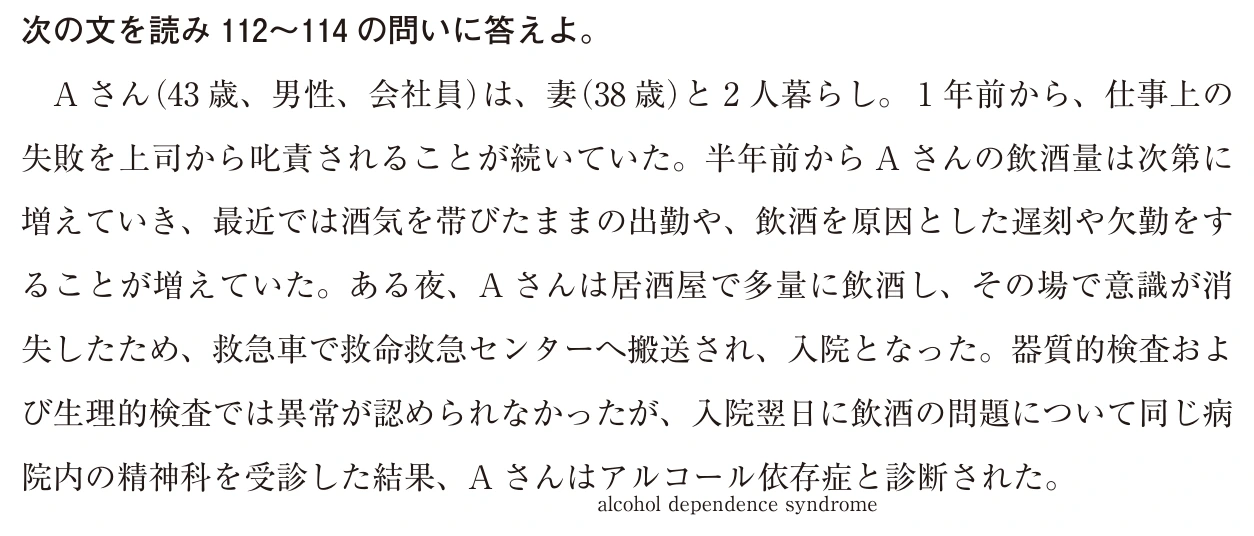 次の文を読み 112〜114 の問いに答えよ。
A さん(43 歳、男性、会社員)は、妻(38 歳)と 2 人暮らし。1 年前から、仕事上の
失敗を上司から叱責されることが続いていた。半年前から A さんの飲酒量は次第に
増えていき、最近では酒気を帯びたままの出勤や、飲酒を原因とした遅刻や欠勤をす
ることが増えていた。ある夜、A さんは居酒屋で多量に飲酒し、その場で意識が消
失したため、救急車で救命救急センターへ搬送され、入院となった。器質的検査およ
び生理的検査では異常が認められなかったが、入院翌日に飲酒の問題について同じ病
院内の精神科を受診した結果、A さんはアルコール依存症と診断された。
alcohol dependence syndrome